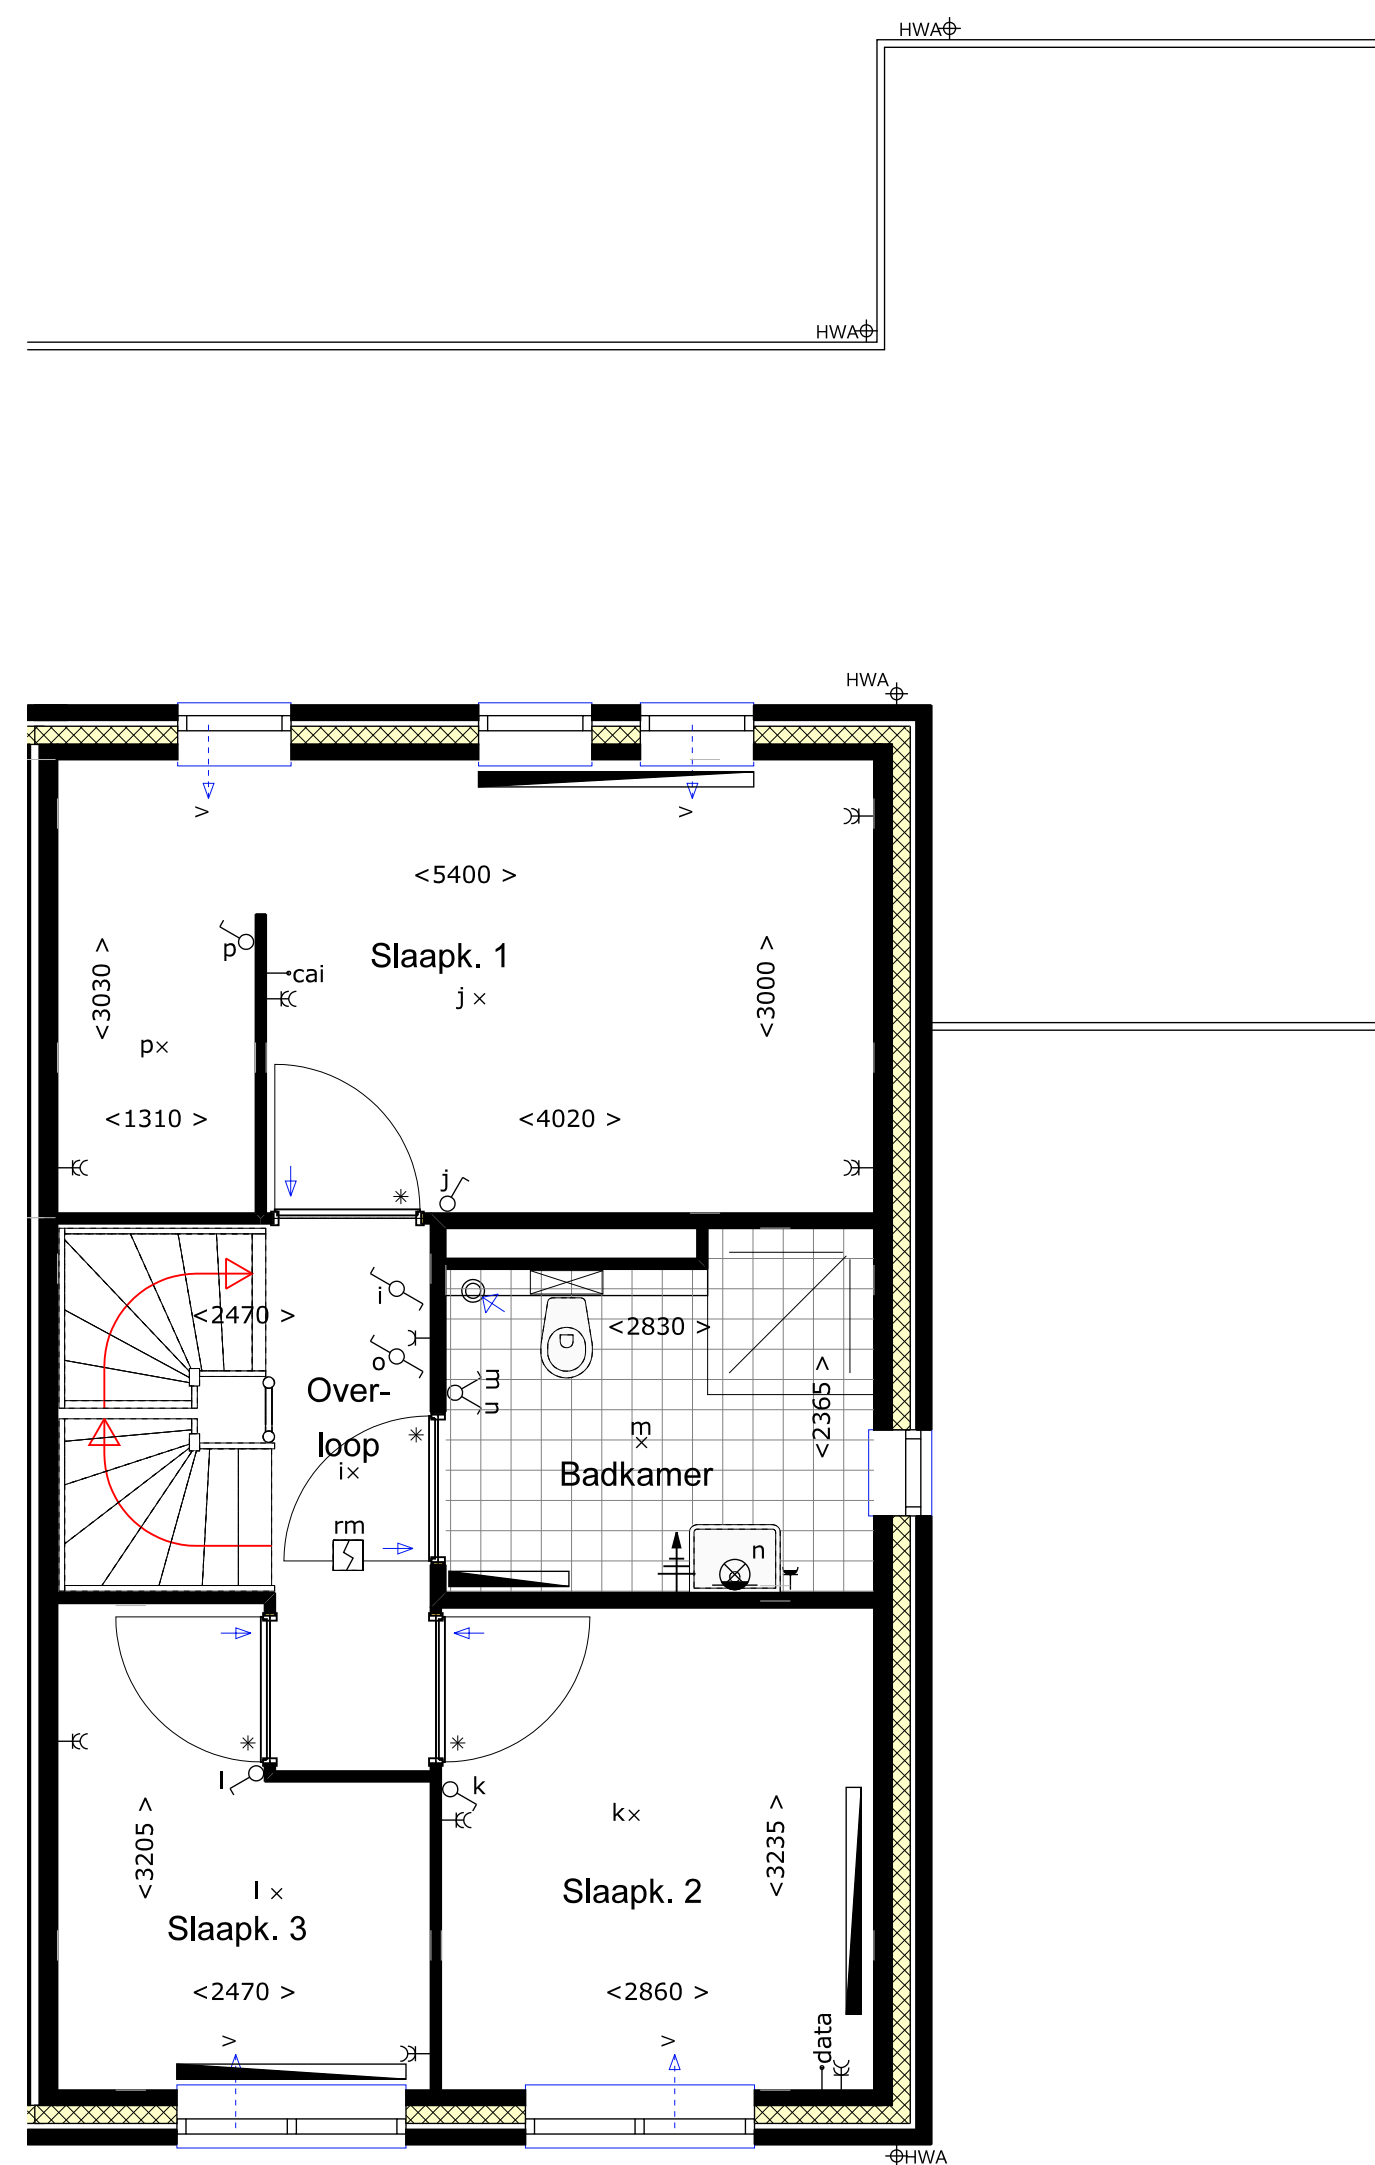 HWA
HWA
HWA
V
V
<5400 >
p
Slaapk. 1
cai
<3030 >
<3000 >
j ×
p×
<1310 >
<4020 >
j
*
<2470 >
i
<2830 >
o
m
n
<2365 >
Over-
loop
*
m
×
i×
Badkamer
rm
n
*
*
l
k
k×
<3205 >
<3235 >
l ×
Slaapk. 2
Slaapk. 3
<2470 >
<2860 >
data
V
V
HWA